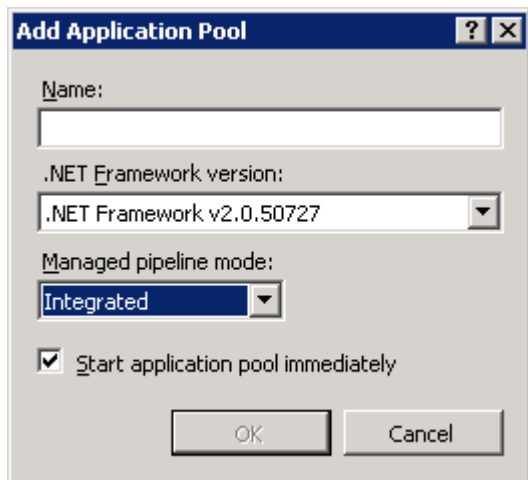 Add Application Pool
Name:
.NET Framework version:
.NET Framework v2.0.50727
Managed pipeline mode:
Integrated
Start application pool immediately
OK Cancel